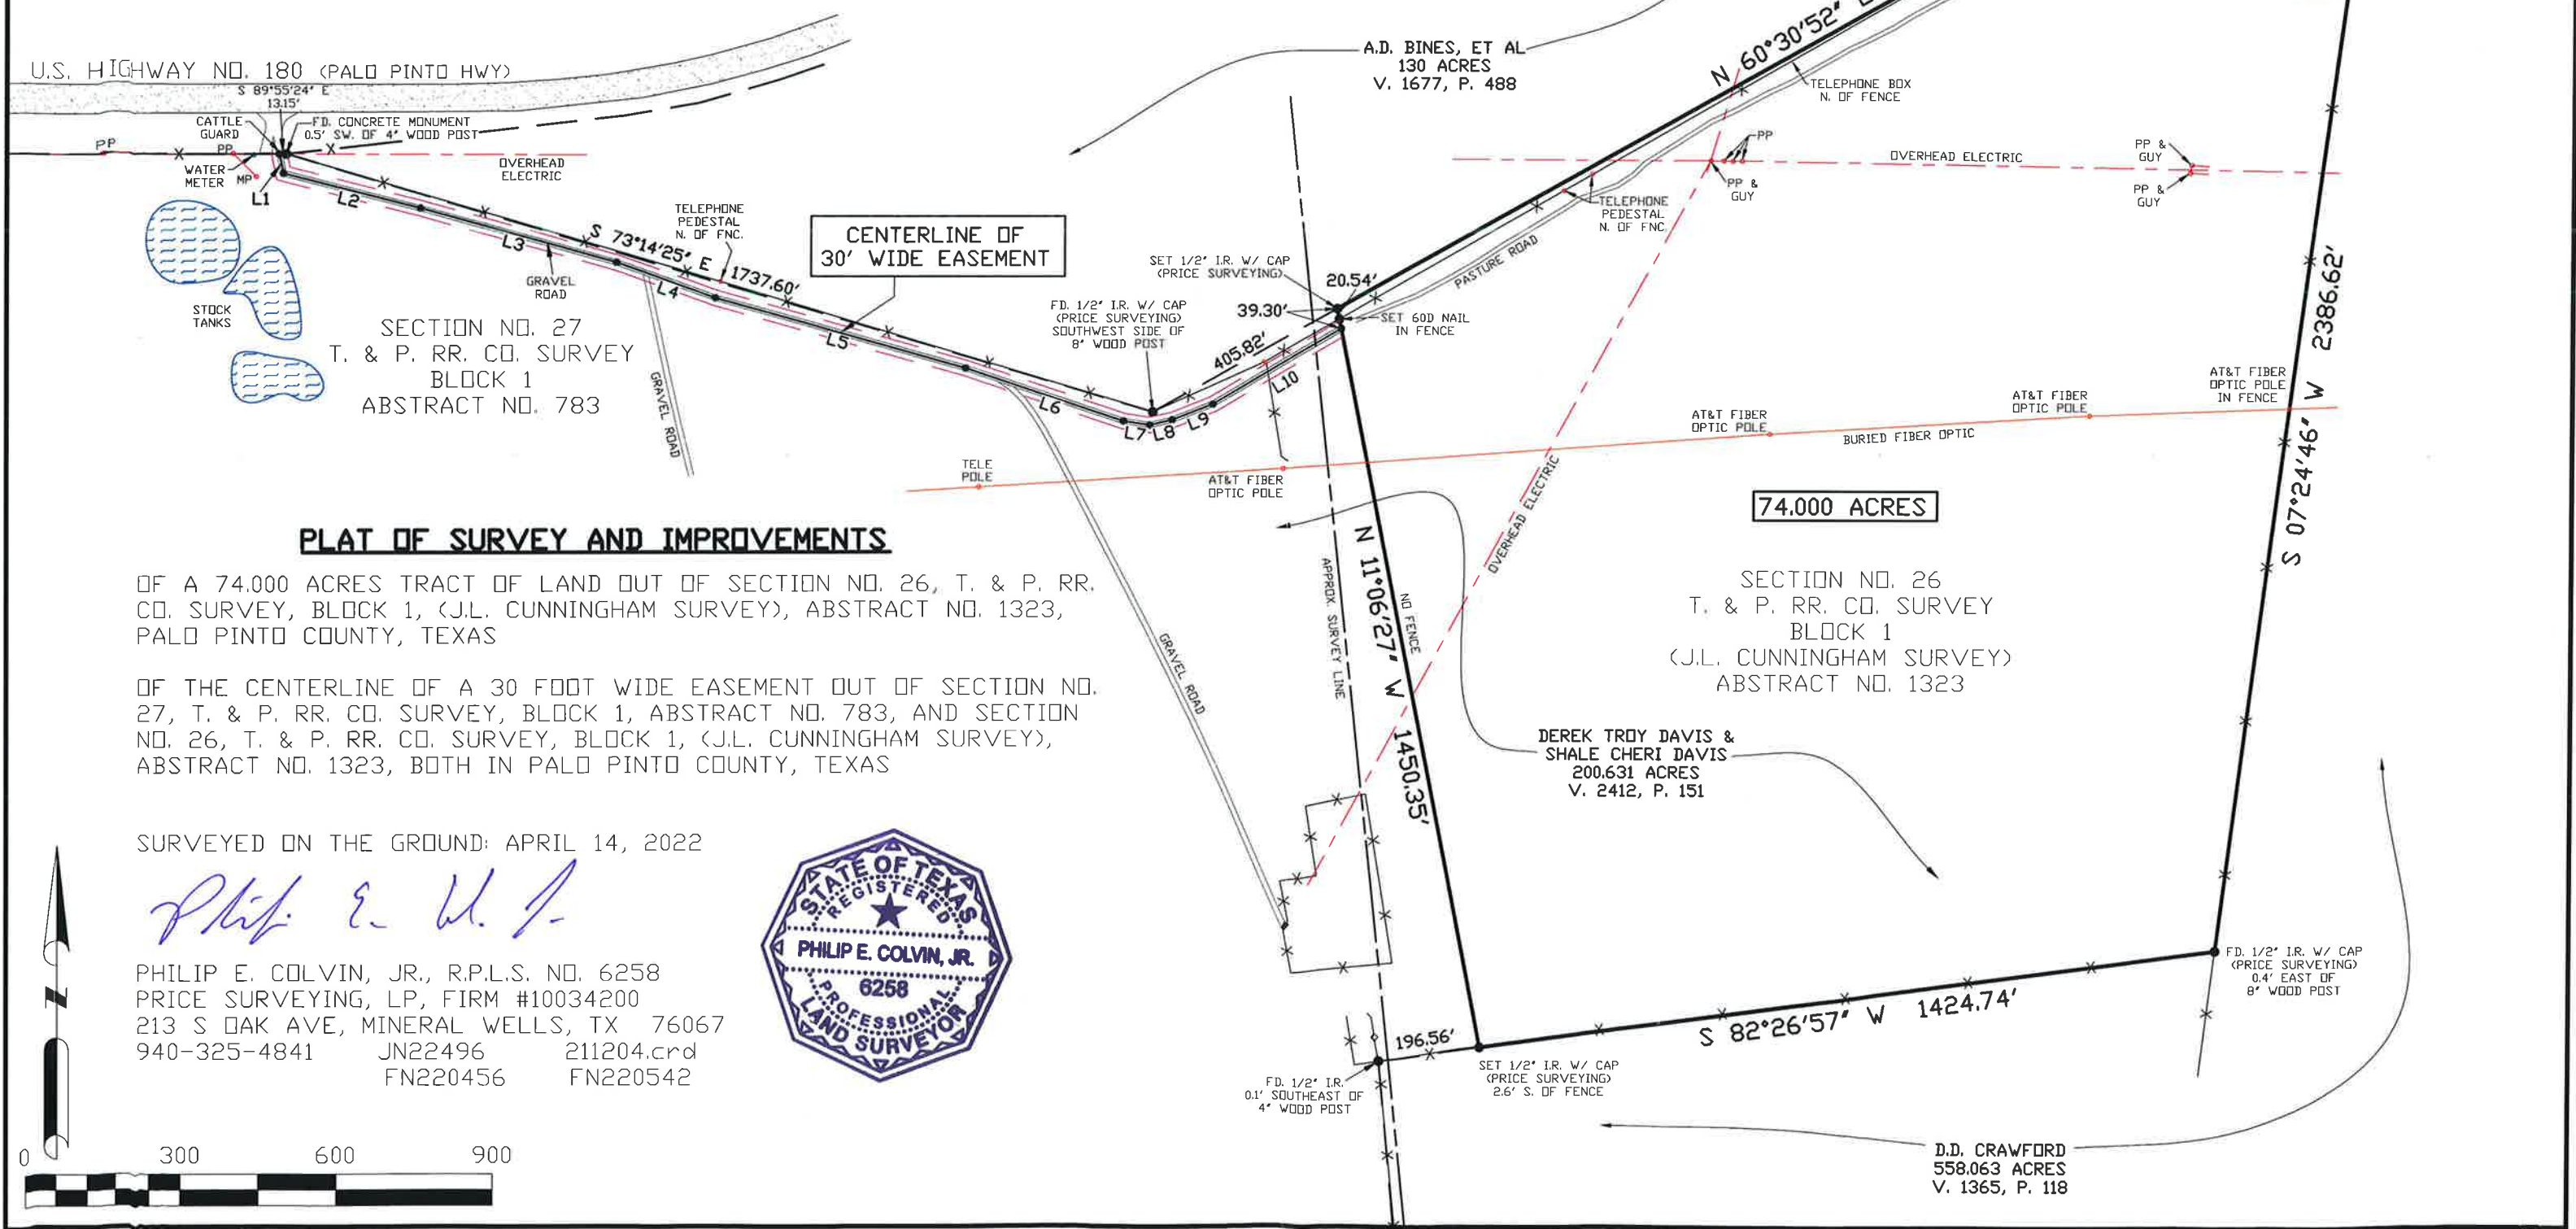 U.S. HIGHWAY NO. 180 (PALO PINTO HWY)
S 89°55'24" E
13.15'
CATTLE
GUARD
FD. CONCRETE MONUMENT
0.5' SW. OF 4" WOOD POST
PP
PP
WATER
METER
MP
L1
L2
OVERHEAD
ELECTRIC
L3
GRAVEL
ROAD
S 73°14'25" E 1737.60'
TELEPHONE
PEDESTAL
N. OF FNC.
L4
CENTERLINE OF
30' WIDE EASEMENT
L5
L6
L7
L8
L9
L10
STOCK
TANKS
SECTION NO. 27
T. & P. RR. CO. SURVEY
BLOCK 1
ABSTRACT NO. 783
GRAVEL ROAD
A.D. BINES, ET AL
130 ACRES
V. 1677, P. 488
N 60°30'52"
TELEPHONE BOX
N. OF FENCE
PP
PP &
GUY
OVERHEAD ELECTRIC
PP &
GUY
PP &
GUY
TELEPHONE
PEDESTAL
N. OF FNC.
PASTURE ROAD
SET 1/2" I.R. W/ CAP
(PRICE SURVEYING)
20.54'
39.30'
SET 60D NAIL
IN FENCE
FD. 1/2" I.R. W/ CAP
(PRICE SURVEYING)
SOUTHWEST SIDE OF
8" WOOD POST
405.82'
S 07°24'46" W 2386.62'
AT&T FIBER
OPTIC POLE
IN FENCE
AT&T FIBER
OPTIC POLE
AT&T FIBER
OPTIC POLE
BURIED FIBER OPTIC
TELE
POLE
AT&T FIBER
OPTIC POLE
OVERHEAD ELECTRIC
74.000 ACRES
SECTION NO. 26
T. & P. RR. CO. SURVEY
BLOCK 1
(J.L. CUNNINGHAM SURVEY)
ABSTRACT NO. 1323
APPROX. SURVEY LINE
N 11°06'27" W 1450.35'
NO FENCE
GRAVEL ROAD
DEREK TROY DAVIS &
SHALE CHERI DAVIS
200.631 ACRES
V. 2412, P. 151
PLAT OF SURVEY AND IMPROVEMENTS
OF A 74.000 ACRES TRACT OF LAND OUT OF SECTION NO. 26, T. & P. RR.
CO. SURVEY, BLOCK 1, (J.L. CUNNINGHAM SURVEY), ABSTRACT NO. 1323,
PALO PINTO COUNTY, TEXAS
OF THE CENTERLINE OF A 30 FOOT WIDE EASEMENT OUT OF SECTION NO.
27, T. & P. RR. CO. SURVEY, BLOCK 1, ABSTRACT NO. 783, AND SECTION
NO. 26, T. & P. RR. CO. SURVEY, BLOCK 1, (J.L. CUNNINGHAM SURVEY),
ABSTRACT NO. 1323, BOTH IN PALO PINTO COUNTY, TEXAS
SURVEYED ON THE GROUND: APRIL 14, 2022
PHILIP E. COLVIN, JR., R.P.L.S. NO. 6258
PRICE SURVEYING, LP, FIRM #10034200
213 S OAK AVE, MINERAL WELLS, TX 76067
940-325-4841 JN22496 211204.crd
FN220456 FN220542
STATE OF TEXAS
REGISTERED
PHILIP E. COLVIN, JR.
6258
PROFESSIONAL
LAND SURVEYOR
N
0 300 600 900
196.56'
S 82°26'57" W 1424.74'
FD. 1/2" I.R.
0.1' SOUTHEAST OF
4" WOOD POST
SET 1/2" I.R. W/ CAP
(PRICE SURVEYING)
2.6' S. OF FENCE
FD. 1/2" I.R. W/ CAP
(PRICE SURVEYING)
0.4' EAST OF
8" WOOD POST
D.D. CRAWFORD
558.063 ACRES
V. 1365, P. 118